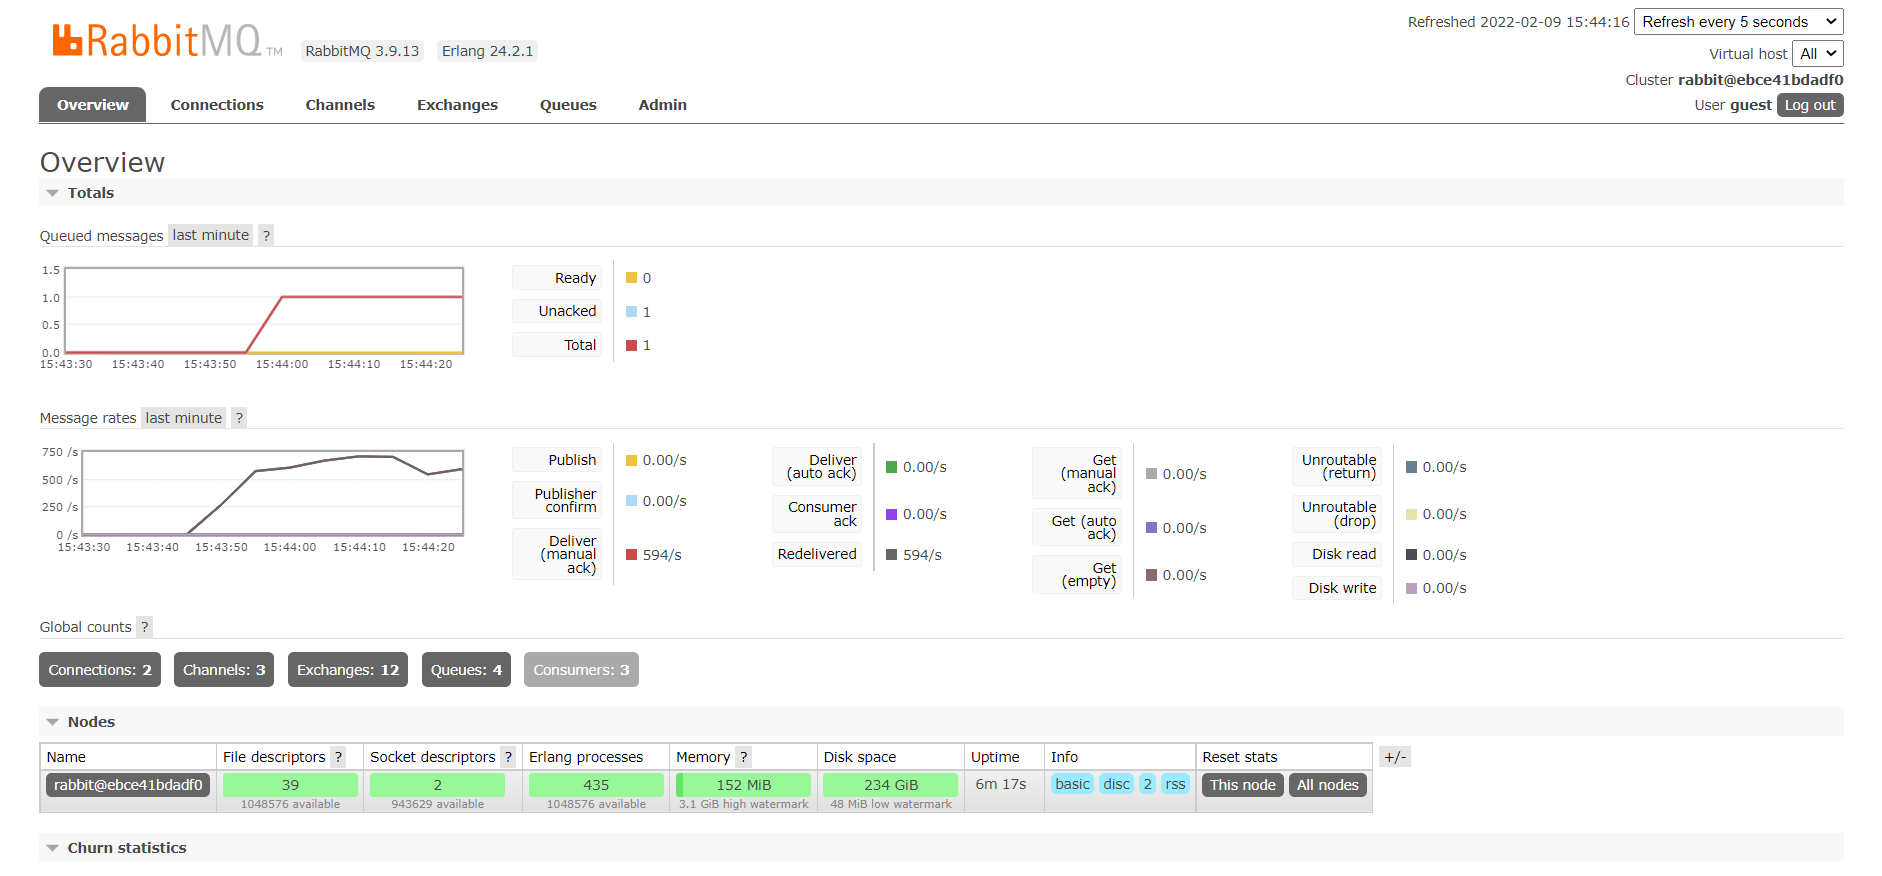 Refreshed 2022-02-09 15:44:16 Refresh every 5 seconds
RabbitMQ TM RabbitMQ 3.9.13 Erlang 24.2.1
Virtual host All
Cluster rabbit@ebce41bdadf0
User guest Log out
Overview Connections Channels Exchanges Queues Admin
Overview
Totals
Queued messages last minute ?
1.5
1.0
0.5
0.0
15:43:30 15:43:40 15:43:50 15:44:00 15:44:10 15:44:20
Ready 0
Unacked 1
Total 1
Message rates last minute ?
750 /s
500 /s
250 /s
0 /s
15:43:30 15:43:40 15:43:50 15:44:00 15:44:10 15:44:20
Publish 0.00/s
Publisher
confirm 0.00/s
Deliver
(manual
ack) 594/s
Deliver
(auto ack) 0.00/s
Consumer
ack 0.00/s
Redelivered 594/s
Get
(manual
ack) 0.00/s
Get (auto
ack) 0.00/s
Get
(empty) 0.00/s
Unroutable
(return) 0.00/s
Unroutable
(drop) 0.00/s
Disk read 0.00/s
Disk write 0.00/s
Global counts ?
Connections: 2 Channels: 3 Exchanges: 12 Queues: 4 Consumers: 3
Nodes
Name File descriptors ? Socket descriptors ? Erlang processes Memory ? Disk space Uptime Info Reset stats +/-
rabbit@ebce41bdadf0 39 2 435 152 MiB 234 GiB 6m 17s basic disc 2 rss This node All nodes
1048576 available 943629 available 1048576 available 3.1 GiB high watermark 48 MiB low watermark
Churn statistics